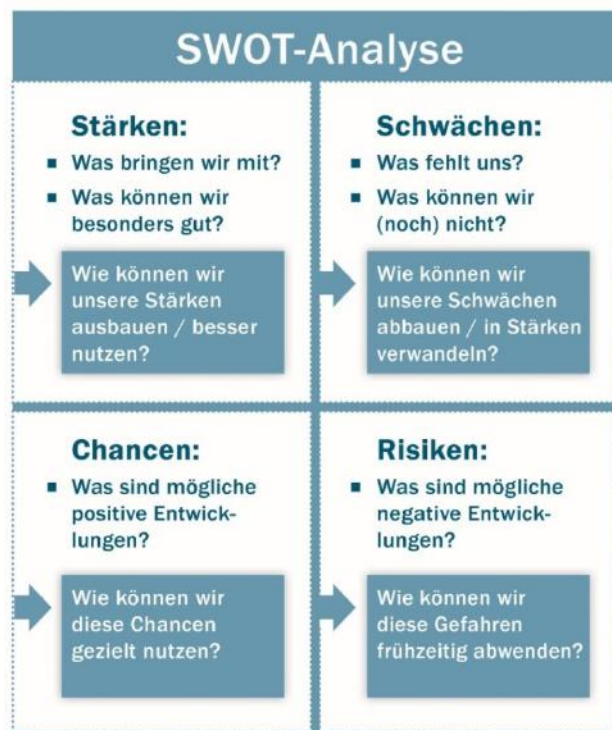 SWOT-Analyse
Stärken:
▪ Was bringen wir mit?
▪ Was können wir
besonders gut?
Wie können wir
unsere Stärken
ausbauen / besser
nutzen?
Schwächen:
▪ Was fehlt uns?
▪ Was können wir
(noch) nicht?
Wie können wir
unsere Schwächen
abbauen / in Stärken
verwandeln?
Chancen:
▪ Was sind mögliche
positive Entwick-
lungen?
Wie können wir
diese Chancen
gezielt nutzen?
Risiken:
▪ Was sind mögliche
negative Entwick-
lungen?
Wie können wir
diese Gefahren
frühzeitig abwenden?